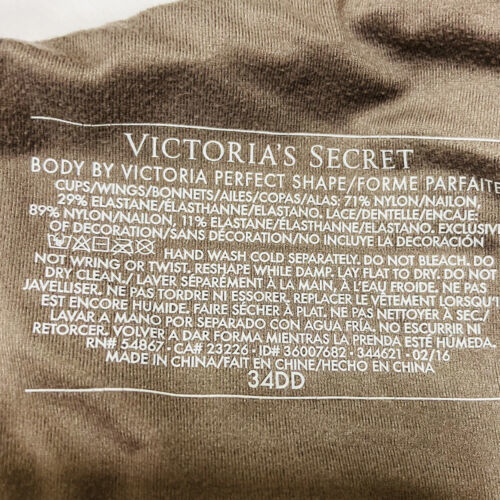 VICTORIA'S SECRET
BODY BY VICTORIA PERFECT SHAPE/FORME PARFAITE
CUPS/WINGS/BONNETS/AILES/COPAS/ALAS: 71% NYLON/NAILON,
29% ELASTANE/ÉLASTHANNE/ELASTANO. LACE/DENTELLE/ENCAJE:
89% NYLON/NAILON, 11% ELASTANE/ÉLASTHANNE/ELASTANO. EXCLUSIVE
OF DECORATION/SANS DÉCORATION/NO INCLUYE LA DECORACIÓN
HAND WASH COLD SEPARATELY. DO NOT BLEACH. DO
NOT WRING OR TWIST. RESHAPE WHILE DAMP. LAY FLAT TO DRY. DO NOT
DRY CLEAN./ LAVER SÉPARÉMENT À LA MAIN, À L'EAU FROIDE. NE PAS
JAVELLISER. NE PAS TORDRE NI ESSORER. REPLACER LE VÊTEMENT LORSQU'I
EST ENCORE HUMIDE. FAIRE SÉCHER À PLAT. NE PAS NETTOYER À SEC./
LAVAR A MANO POR SEPARADO CON AGUA FRÍA. NO ESCURRIR NI
RETORCER. VOLVER A DAR FORMA MIENTRAS LA PRENDA ESTÉ HÚMEDA.
RN# 54867 • CA# 23226 • ID# 36007682 • 344621 • 02/16
MADE IN CHINA/FAIT EN CHINE/HECHO EN CHINA
34DD